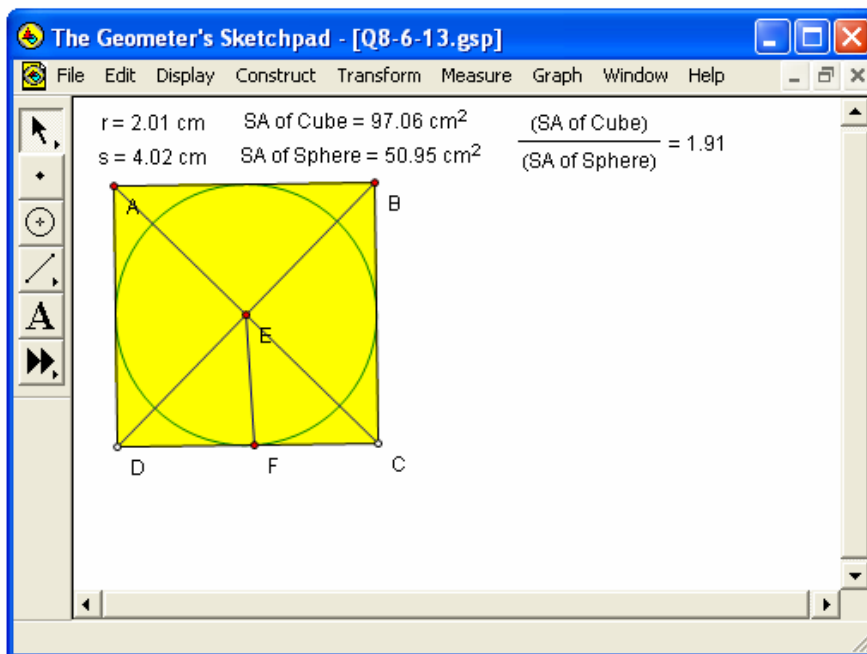 The Geometer's Sketchpad - [Q8-6-13.gsp]
File Edit Display Construct Transform Measure Graph Window Help
r = 2.01 cm SA of Cube = 97.06 cm² (SA of Cube)/(SA of Sphere) = 1.91
s = 4.02 cm SA of Sphere = 50.95 cm²
A
B
E
D
F
C
A